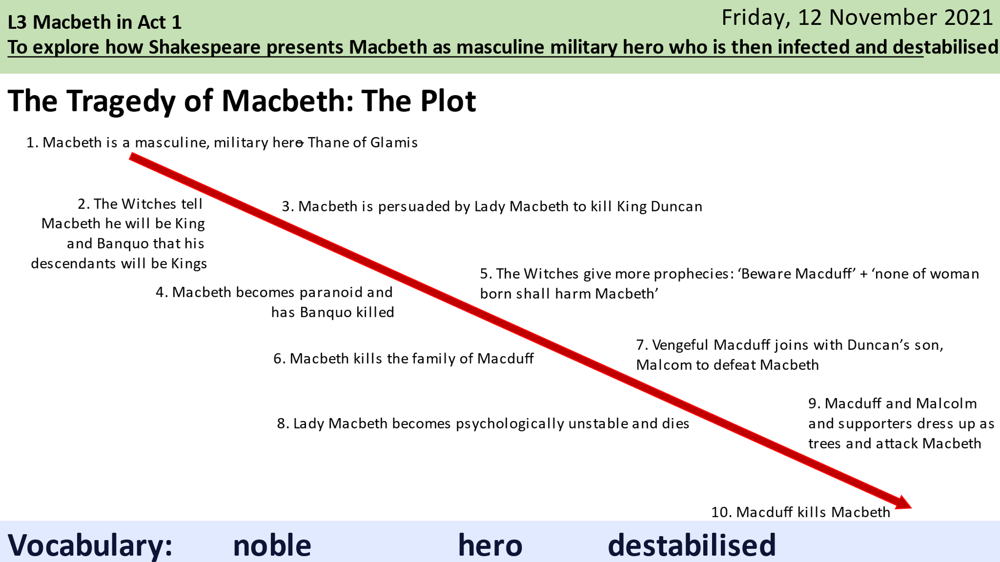 L3 Macbeth in Act 1
Friday, 12 November 2021
To explore how Shakespeare presents Macbeth as masculine military hero who is then infected and destabilised
The Tragedy of Macbeth: The Plot
1. Macbeth is a masculine, military hero Thane of Glamis
2. The Witches tell
Macbeth he will be King
and Banquo that his
descendants will be Kings
3. Macbeth is persuaded by Lady Macbeth to kill King Duncan
4. Macbeth becomes paranoid and
has Banquo killed
5. The Witches give more prophecies: ‘Beware Macduff’ + ‘none of woman
born shall harm Macbeth’
6. Macbeth kills the family of Macduff
7. Vengeful Macduff joins with Duncan’s son,
Malcom to defeat Macbeth
8. Lady Macbeth becomes psychologically unstable and dies
9. Macduff and Malcolm
and supporters dress up as
trees and attack Macbeth
10. Macduff kills Macbeth
Vocabulary: noble hero destabilised